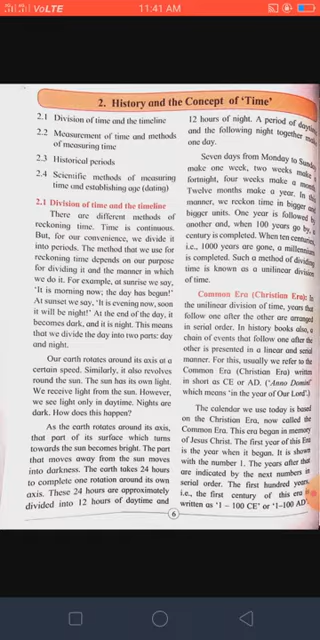 VoLTE 11:41 AM
2. History and the Concept of 'Time'
2.1 Division of time and the timeline
2.2 Measurement of time and methods
of measuring time
2.3 Historical periods
2.4 Scientific methods of measuring
time and establishing age (dating)
2.1 Division of time and the timeline
There are different methods of
reckoning time. Time is continuous.
But, for our convenience, we divide it
into periods. The method that we use for
reckoning time depends on our purpose
for dividing it and the manner in which
we do it. For example, at sunrise we say,
'It is morning now; the day has begun!'
At sunset we say, 'It is evening now, soon
it will be night!' At the end of the day, it
becomes dark, and it is night. This means
that we divide the day into two parts: day
and night.
Our earth rotates around its axis at a
certain speed. Similarly, it also revolves
round the sun. The sun has its own light.
We receive light from the sun. However,
we see light only in daytime. Nights are
dark. How does this happen?
As the earth rotates around its axis,
that part of its surface which turns
towards the sun becomes bright. The part
that moves away from the sun moves
into darkness. The earth takes 24 hours
to complete one rotation around its own
axis. These 24 hours are approximately
divided into 12 hours of daytime and
12 hours of night. A period of daytime
and the following night together make
one day.
Seven days from Monday to Sunday
make one week, two weeks make a
fortnight, four weeks make a month.
Twelve months make a year. In this
manner, we reckon time in bigger and
bigger units. One year is followed by
another and, when 100 years go by, a
century is completed. When ten centuries,
i.e., 1000 years are gone, a millennium
is completed. Such a method of dividing
time is known as a unilinear division
of time.
Common Era (Christian Era): In
the unilinear division of time, years that
follow one after the other are arranged
in serial order. In history books also, a
chain of events that follow one after the
other is presented in a linear and serial
manner. For this, usually we refer to the
Common Era (Christian Era) written
in short as CE or AD. ('Anno Domini'
which means 'in the year of Our Lord'.)
The calendar we use today is based
on the Christian Era, now called the
Common Era. This era began in memory
of Jesus Christ. The first year of this Era
is the year when it began. It is shown
with the number 1. The years after that
are indicated by the next numbers in
serial order. The first hundred years,
i.e., the first century of this era is
written as '1 – 100 CE' or '1–100 AD'
6